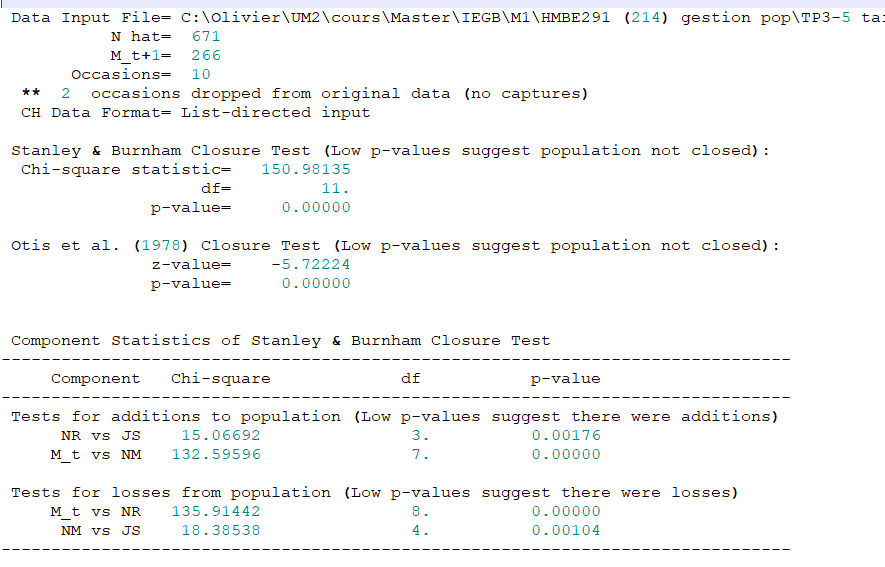 Data Input File= C:\Olivier\UM2\cours\Master\IEGB\M1\HMBE291 (214) gestion pop\TP3-5 tai
N hat= 671
M_t+1= 266
Occasions= 10
** 2 occasions dropped from original data (no captures)
CH Data Format= List-directed input
Stanley & Burnham Closure Test (Low p-values suggest population not closed):
Chi-square statistic= 150.98135
df= 11.
p-value= 0.00000
Otis et al. (1978) Closure Test (Low p-values suggest population not closed):
z-value= -5.72224
p-value= 0.00000
Component Statistics of Stanley & Burnham Closure Test
-------------------------------------------------------------------------------
Component Chi-square df p-value
-------------------------------------------------------------------------------
Tests for additions to population (Low p-values suggest there were additions)
NR vs JS 15.06692 3. 0.00176
M_t vs NM 132.59596 7. 0.00000
Tests for losses from population (Low p-values suggest there were losses)
M_t vs NR 135.91442 8. 0.00000
NM vs JS 18.38538 4. 0.00104
-------------------------------------------------------------------------------